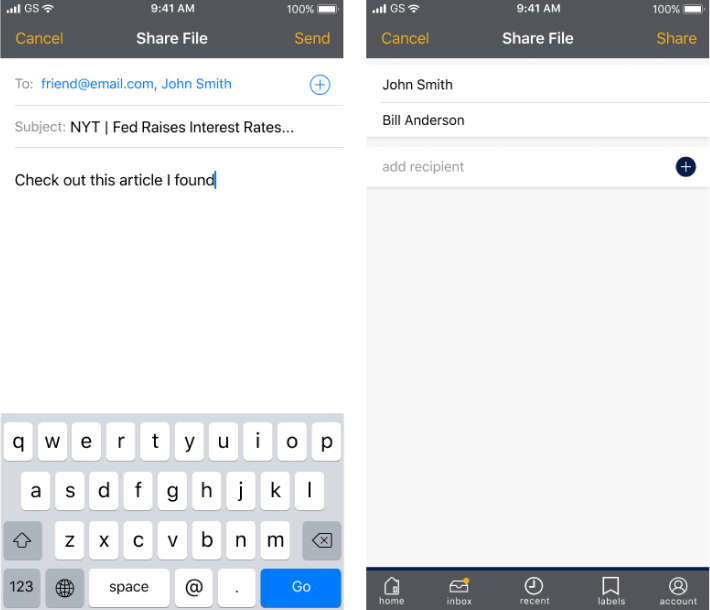 GS 9:41 AM 100%
Cancel Share File Send
To: friend@email.com, John Smith
Subject: NYT | Fed Raises Interest Rates...
Check out this article I found
q w e r t y u i o p
a s d f g h j k l
z x c v b n m
123 space @ . Go
GS 9:41 AM 100%
Cancel Share File Share
John Smith
Bill Anderson
add recipient
home inbox recent labels account